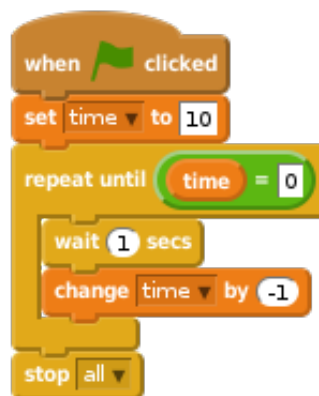 when clicked
set time to 10
repeat until time = 0
wait 1 secs
change time by -1
stop all